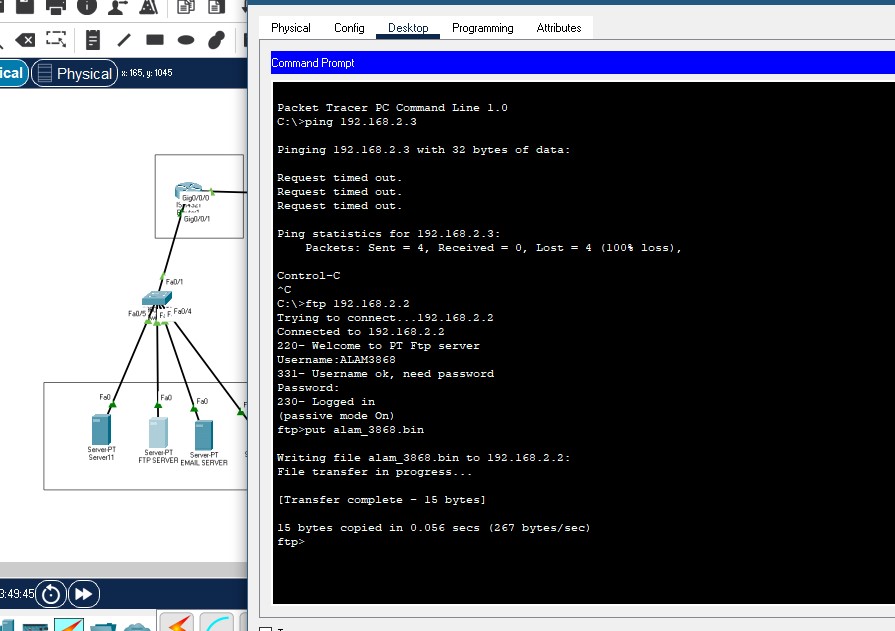 Physical Config Desktop Programming Attributes
ical
Physical x: 165, y: 1045
Command Prompt
Packet Tracer PC Command Line 1.0
C:\>ping 192.168.2.3
Pinging 192.168.2.3 with 32 bytes of data:
Request timed out.
Request timed out.
Request timed out.
Ping statistics for 192.168.2.3:
Packets: Sent = 4, Received = 0, Lost = 4 (100% loss),
Control-C
^C
C:\>ftp 192.168.2.2
Trying to connect...192.168.2.2
Connected to 192.168.2.2
220- Welcome to PT Ftp server
Username:ALAM3868
331- Username ok, need password
Password:
230- Logged in
(passive mode On)
ftp>put alam_3868.bin
Writing file alam_3868.bin to 192.168.2.2:
File transfer in progress...
[Transfer complete - 15 bytes]
15 bytes copied in 0.056 secs (267 bytes/sec)
ftp>
Gig0/0/0
Gig0/0/1
Fa0/1
Fa0/5
Fa0/4
Fa0
Fa0
Fa0
Server-PT
Server11
Server-PT
FTP SERVER
Server-PT
EMAIL SERVER
3:49:45